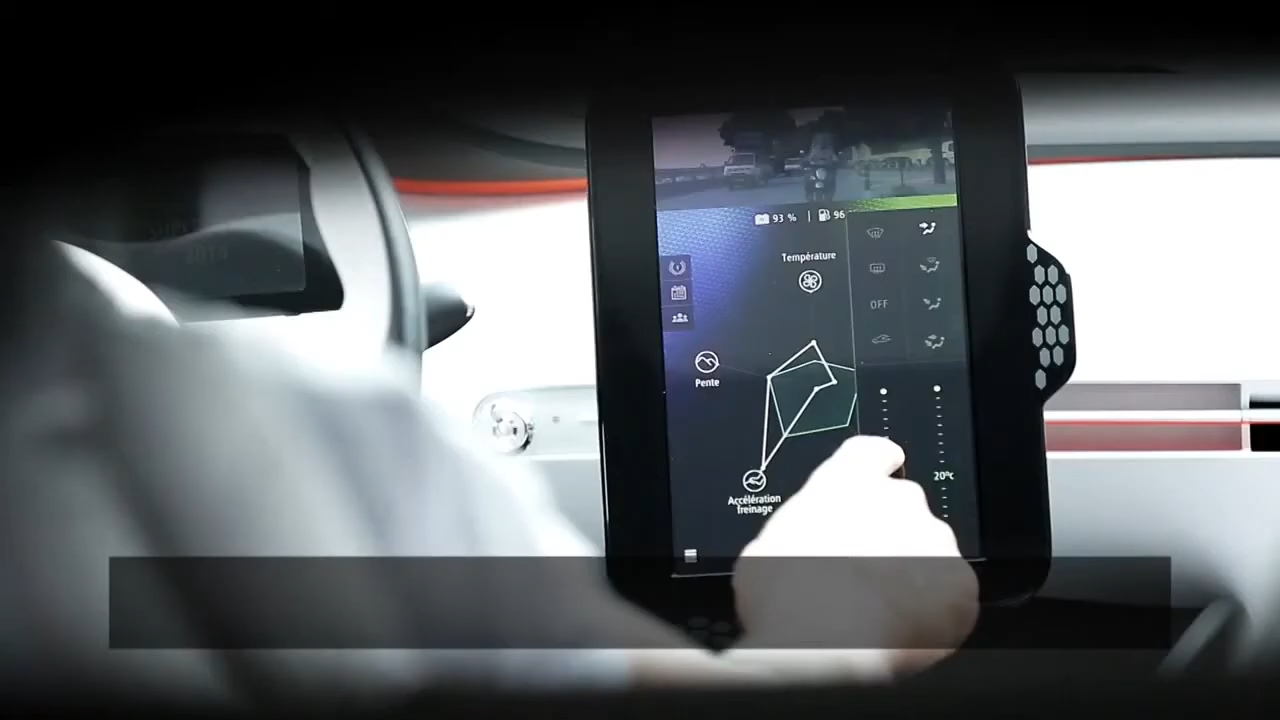 93 % | 96
Température
OFF
Pente
20°c
Accélération
freinage